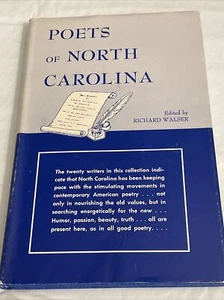 POETS
OF NORTH
CAROLINA
Edited by
RICHARD WALSER
The twenty writers in this collection indi-
cate that North Carolina has been keeping
pace with the stimulating movements in
contemporary American poetry . . . . not
only in nourishing the old values, but in
searching energetically for the new . . .
Humor, passion, beauty, truth . . . all are
present here, as in all good poetry. . . .